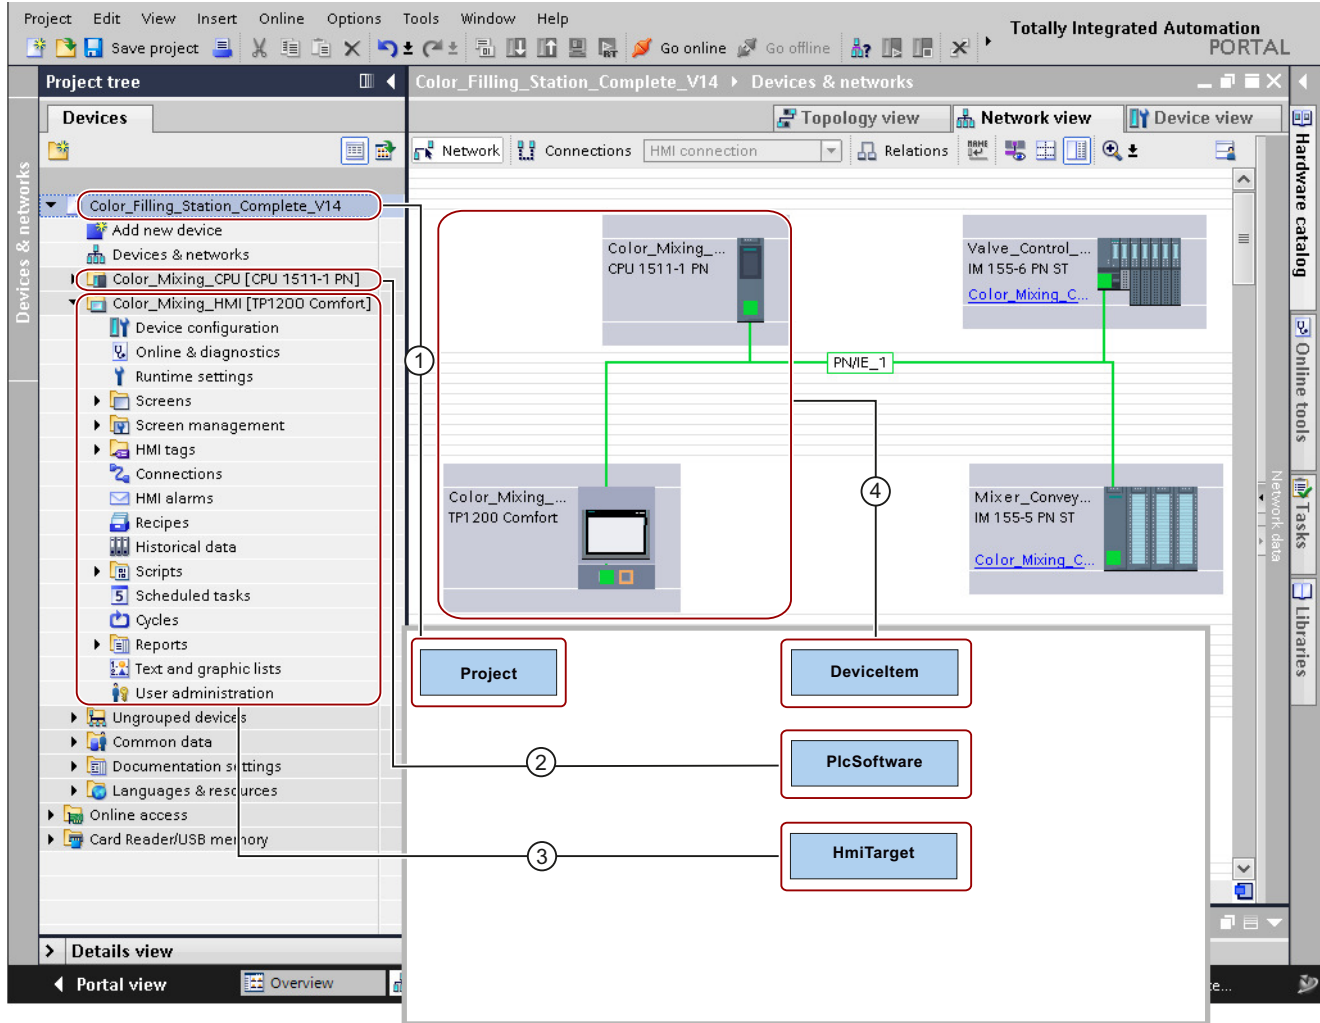 Project Edit View Insert Online Options Tools Window Help
Totally Integrated Automation
PORTAL
Save project
Go online
Go offline
Project tree
Color_Filling_Station_Complete_V14 Devices & networks
Devices
Topology view
Network view
Device view
Network
Connections
HMI connection
Relations
Devices & networks
Color_Filling_Station_Complete_V14
Add new device
Devices & networks
Color_Mixing_CPU [CPU 1511-1 PN]
Color_Mixing_HMI [TP1200 Comfort]
Device configuration
Online & diagnostics
Runtime settings
Screens
Screen management
HMI tags
Connections
HMI alarms
Recipes
Historical data
Scripts
Scheduled tasks
Cycles
Reports
Text and graphic lists
User administration
Ungrouped devices
Common data
Documentation settings
Languages & resources
Online access
Card Reader/USB memory
Details view
Portal view
Overview
Color_Mixing_...
CPU 1511-1 PN
Valve_Control_...
IM 155-6 PN ST
Color_Mixing_C...
PN/IE_1
Color_Mixing_...
TP1200 Comfort
Mixer_Convey...
IM 155-5 PN ST
Color_Mixing_C...
1
4
Project
DeviceItem
2
PlcSoftware
3
HmiTarget
Hardware catalog
Online tools
Tasks
Libraries
Network data